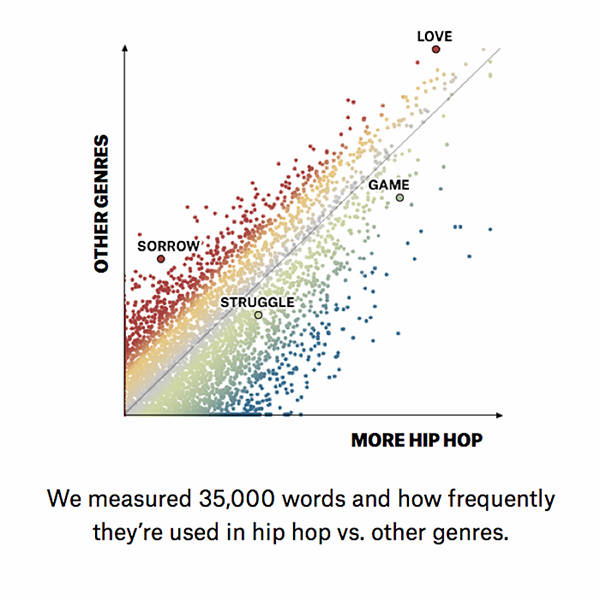 LOVE
OTHER GENRES
GAME
SORROW
STRUGGLE
MORE HIP HOP
We measured 35,000 words and how frequently
they’re used in hip hop vs. other genres.